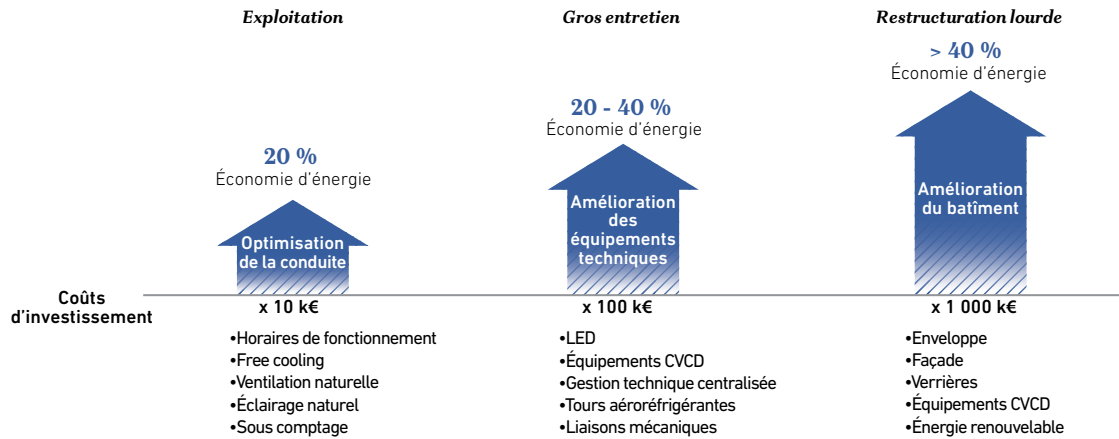 Exploitation
20 %
Économie d'énergie
Optimisation
de la conduite
x 10 k€
•Horaires de fonctionnement
•Free cooling
•Ventilation naturelle
•Éclairage naturel
•Sous comptage
Gros entretien
20 - 40 %
Économie d'énergie
Amélioration
des
équipements
techniques
x 100 k€
•LED
•Équipements CVCD
•Gestion technique centralisée
•Tours aéroréfrigérantes
•Liaisons mécaniques
Restructuration lourde
> 40 %
Économie d'énergie
Amélioration
du batîment
x 1 000 k€
•Enveloppe
•Façade
•Verrières
•Équipements CVCD
•Énergie renouvelable
Coûts
d'investissement